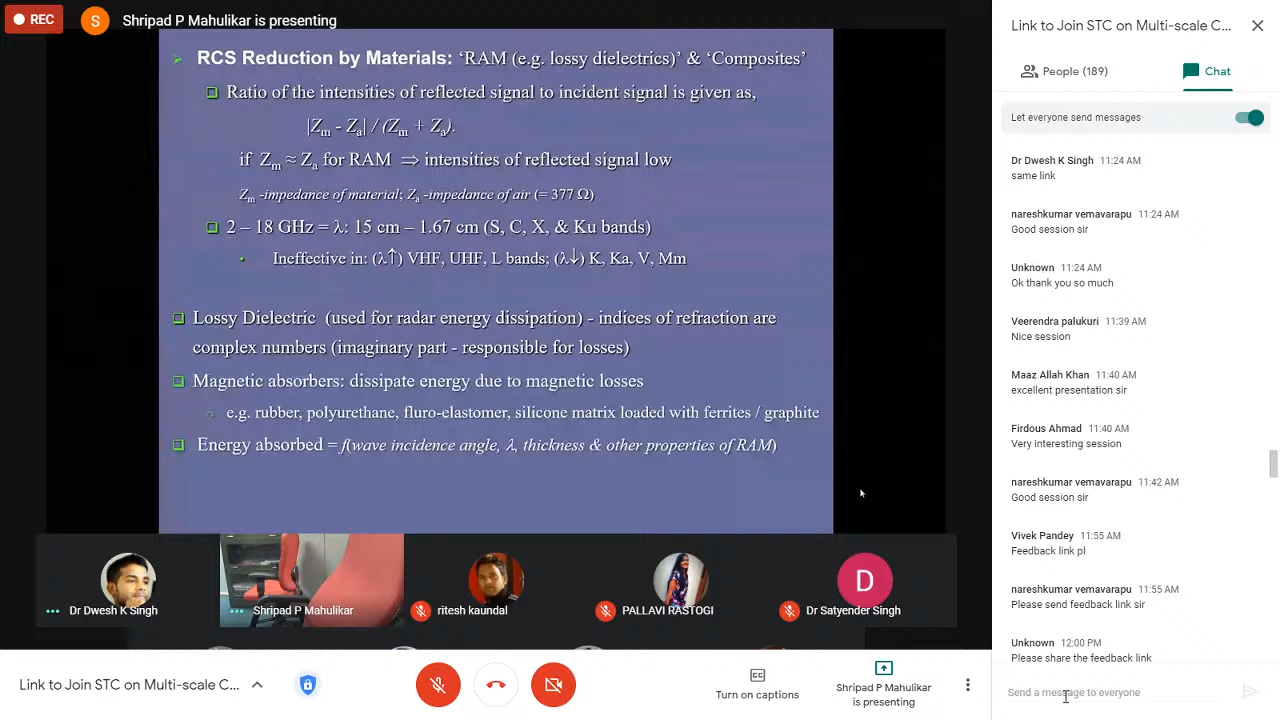 REC
S
Shripad P Mahulikar is presenting
RCS Reduction by Materials: ‘RAM (e.g. lossy dielectrics)’ & ‘Composites’
Ratio of the intensities of reflected signal to incident signal is given as,
|Zm - Za| / (Zm + Za).
if Zm ≈ Za for RAM ⇒ intensities of reflected signal low
Zm -impedance of material; Za -impedance of air (= 377 Ω)
2 – 18 GHz = λ: 15 cm – 1.67 cm (S, C, X, & Ku bands)
Ineffective in: (λ↑) VHF, UHF, L bands; (λ↓) K, Ka, V, Mm
Lossy Dielectric (used for radar energy dissipation) - indices of refraction are
complex numbers (imaginary part - responsible for losses)
Magnetic absorbers: dissipate energy due to magnetic losses
e.g. rubber, polyurethane, fluro-elastomer, silicone matrix loaded with ferrites / graphite
Energy absorbed = f(wave incidence angle, λ, thickness & other properties of RAM)
Dr Dwesh K Singh
Shripad P Mahulikar
ritesh kaundal
PALLAVI RASTOGI
D
Dr Satyender Singh
Link to Join STC on Multi-scale C...
Turn on captions
Shripad P Mahulikar
is presenting
Link to Join STC on Multi-scale C...
People (189)
Chat
Let everyone send messages
Dr Dwesh K Singh 11:24 AM
same link
nareshkumar vemavarapu 11:24 AM
Good session sir
Unknown 11:24 AM
Ok thank you so much
Veerendra palukuri 11:39 AM
Nice session
Maaz Allah Khan 11:40 AM
excellent presentation sir
Firdous Ahmad 11:40 AM
Very interesting session
nareshkumar vemavarapu 11:42 AM
Good session sir
Vivek Pandey 11:55 AM
Feedback link pl
nareshkumar vemavarapu 11:55 AM
Please send feedback link sir
Unknown 12:00 PM
Please share the feedback link
Send a message to everyone